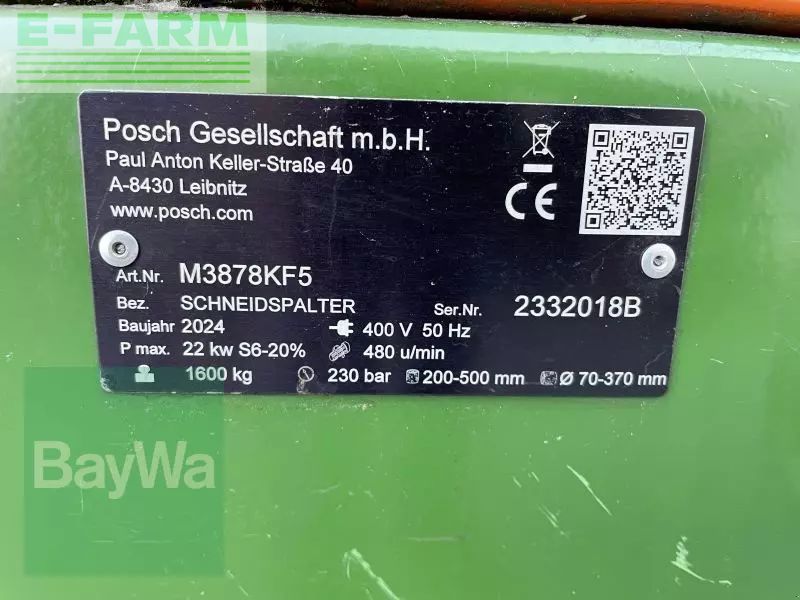 E-FARM
Posch Gesellschaft m.b.H.
Paul Anton Keller-Straße 40
A-8430 Leibnitz
www.posch.com
CE
Art.Nr. M3878KF5
Bez. SCHNEIDSPALTER Ser.Nr. 2332018B
Baujahr 2024 400 V 50 Hz
P max. 22 kw S6-20% 480 u/min
1600 kg 230 bar 200-500 mm Ø 70-370 mm
BayWa